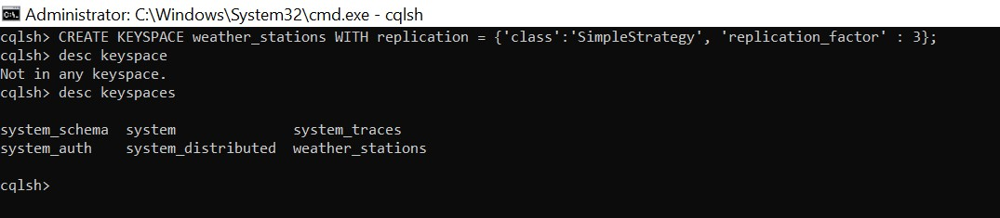 Administrator: C:\Windows\System32\cmd.exe - cqlsh
cqlsh> CREATE KEYSPACE weather_stations WITH replication = {'class':'SimpleStrategy', 'replication_factor' : 3};
cqlsh> desc keyspace
Not in any keyspace.
cqlsh> desc keyspaces
system_schema  system             system_traces
system_auth    system_distributed  weather_stations
cqlsh>